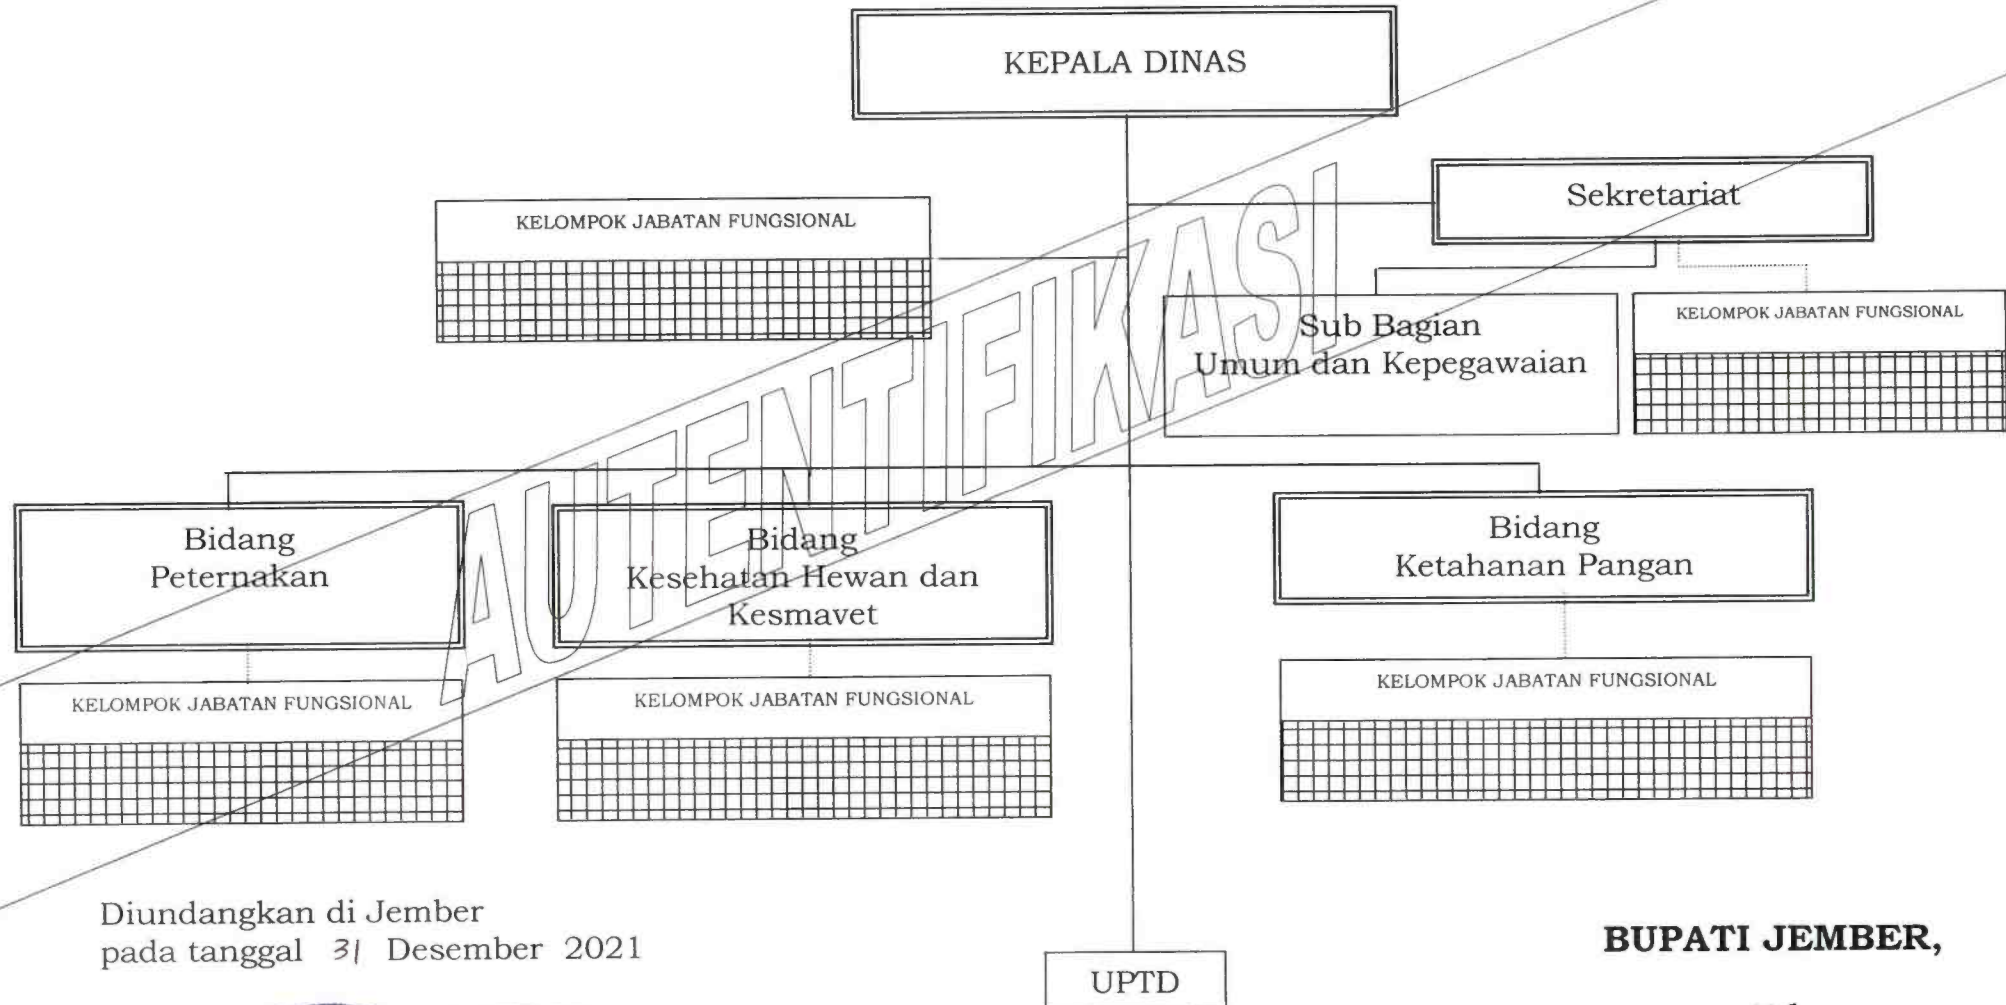 KEPALA DINAS
Sekretariat
KELOMPOK JABATAN FUNGSIONAL
Sub Bagian
Umum dan Kepegawaian
KELOMPOK JABATAN FUNGSIONAL
AUTENTIFIKASI
Bidang
Peternakan
Bidang
Kesehatan Hewan dan
Kesmavet
Bidang
Ketahanan Pangan
KELOMPOK JABATAN FUNGSIONAL
KELOMPOK JABATAN FUNGSIONAL
KELOMPOK JABATAN FUNGSIONAL
Diundangkan di Jember
pada tanggal 31 Desember 2021
BUPATI JEMBER,
UPTD